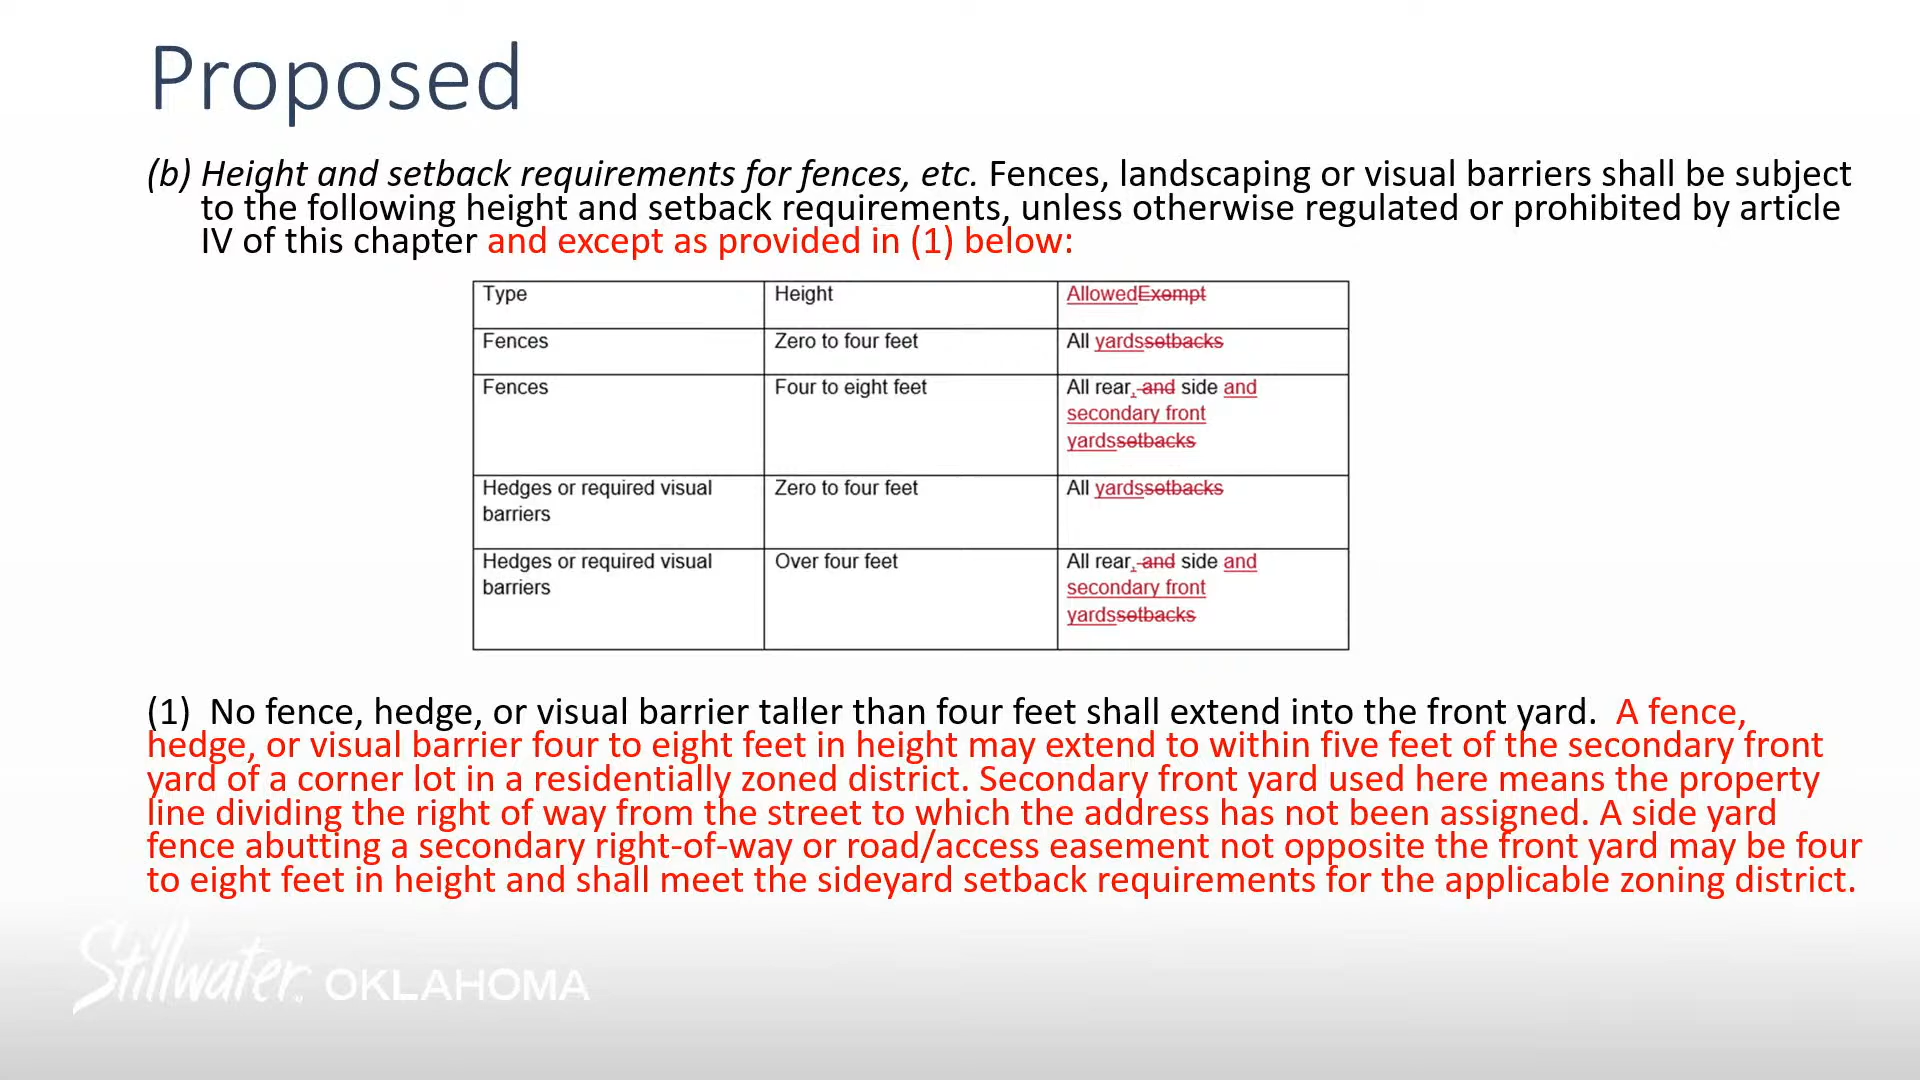 Proposed
(b) Height and setback requirements for fences, etc. Fences, landscaping or visual barriers shall be subject
to the following height and setback requirements, unless otherwise regulated or prohibited by article
IV of this chapter and except as provided in (1) below:
Type Height AllowedExempt
Fences Zero to four feet All yardssetbacks
Fences Four to eight feet All rear, and side and
secondary front
yardssetbacks
Hedges or required visual Zero to four feet All yardssetbacks
barriers
Hedges or required visual Over four feet All rear, and side and
barriers secondary front
yardssetbacks
(1) No fence, hedge, or visual barrier taller than four feet shall extend into the front yard. A fence,
hedge, or visual barrier four to eight feet in height may extend to within five feet of the secondary front
yard of a corner lot in a residentially zoned district. Secondary front yard used here means the property
line dividing the right of way from the street to which the address has not been assigned. A side yard
fence abutting a secondary right-of-way or road/access easement not opposite the front yard may be four
to eight feet in height and shall meet the sideyard setback requirements for the applicable zoning district.
Stillwater OKLAHOMA